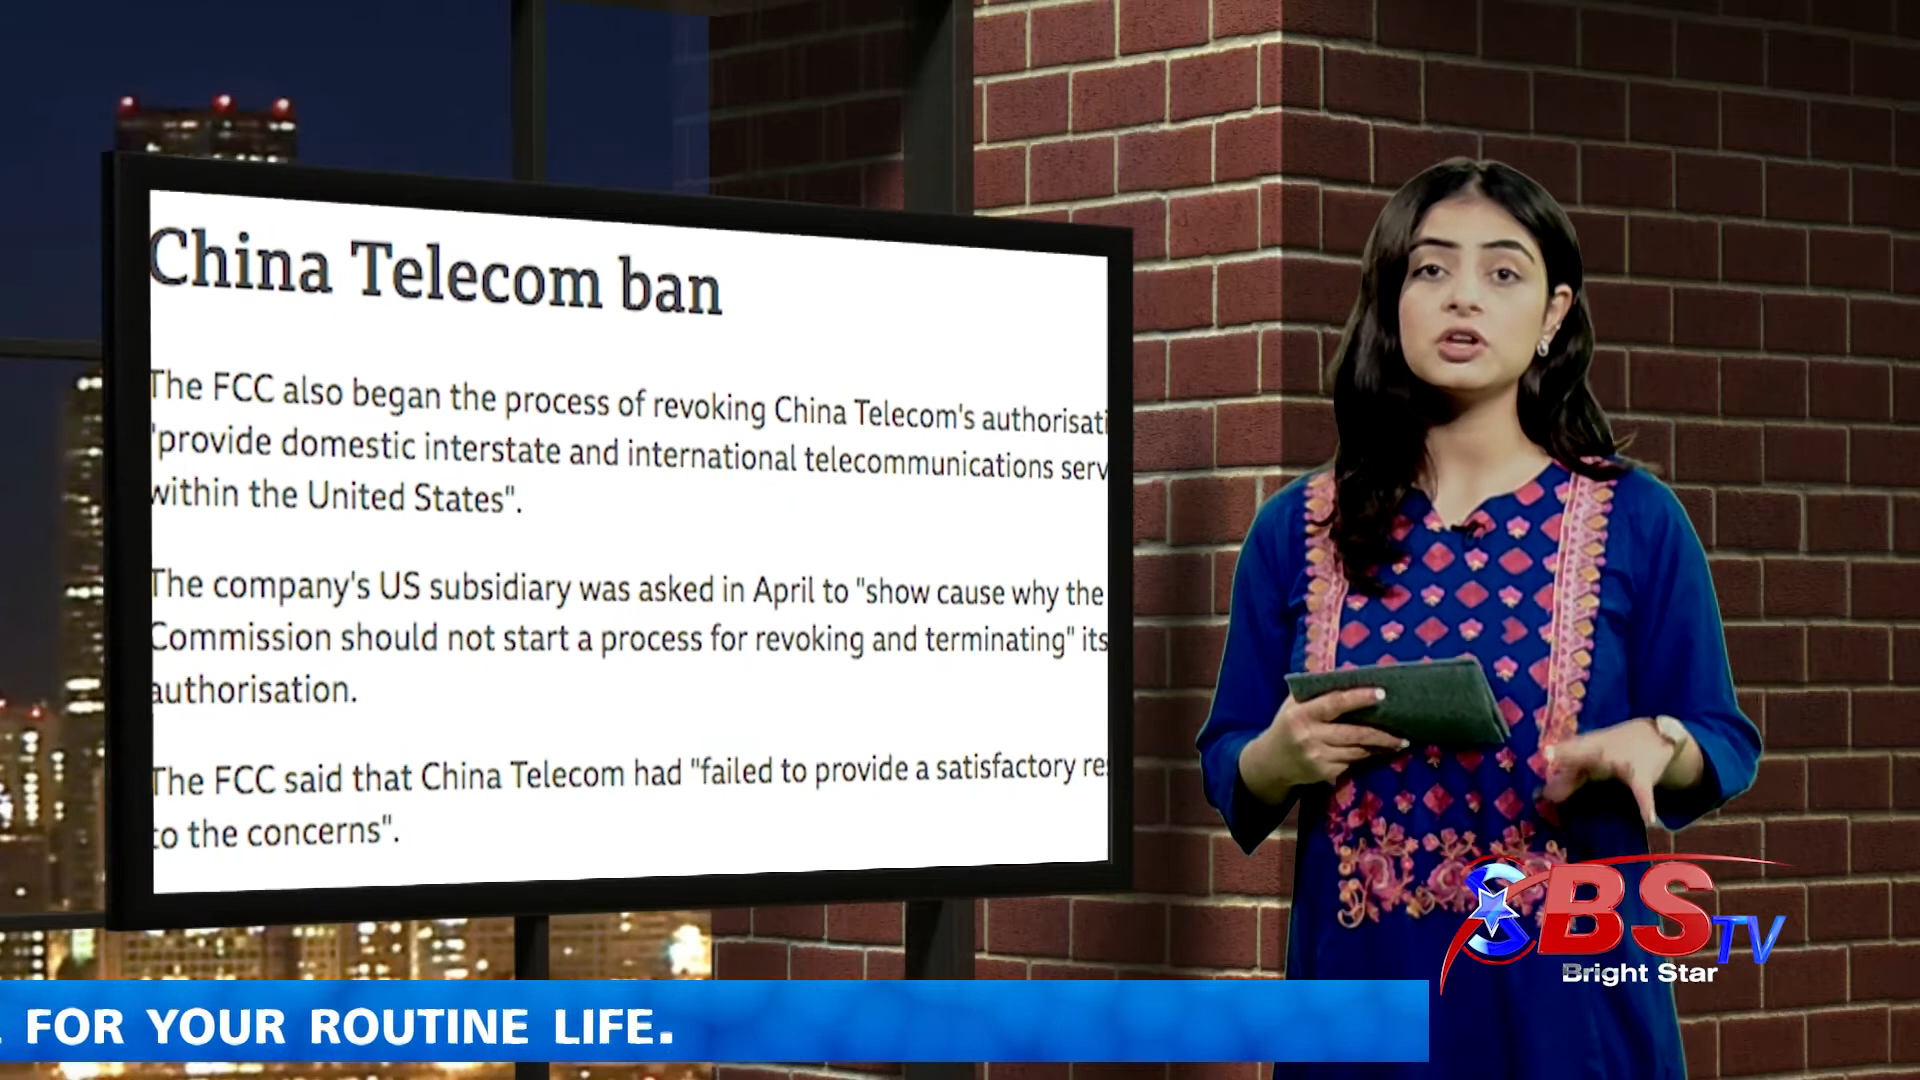 China Telecom ban
The FCC also began the process of revoking China Telecom's authorisati
"provide domestic interstate and international telecommunications serv
within the United States".
The company's US subsidiary was asked in April to "show cause why the
Commission should not start a process for revoking and terminating" its
authorisation.
The FCC said that China Telecom had "failed to provide a satisfactory re
to the concerns".
BS TV
Bright Star
FOR YOUR ROUTINE LIFE.